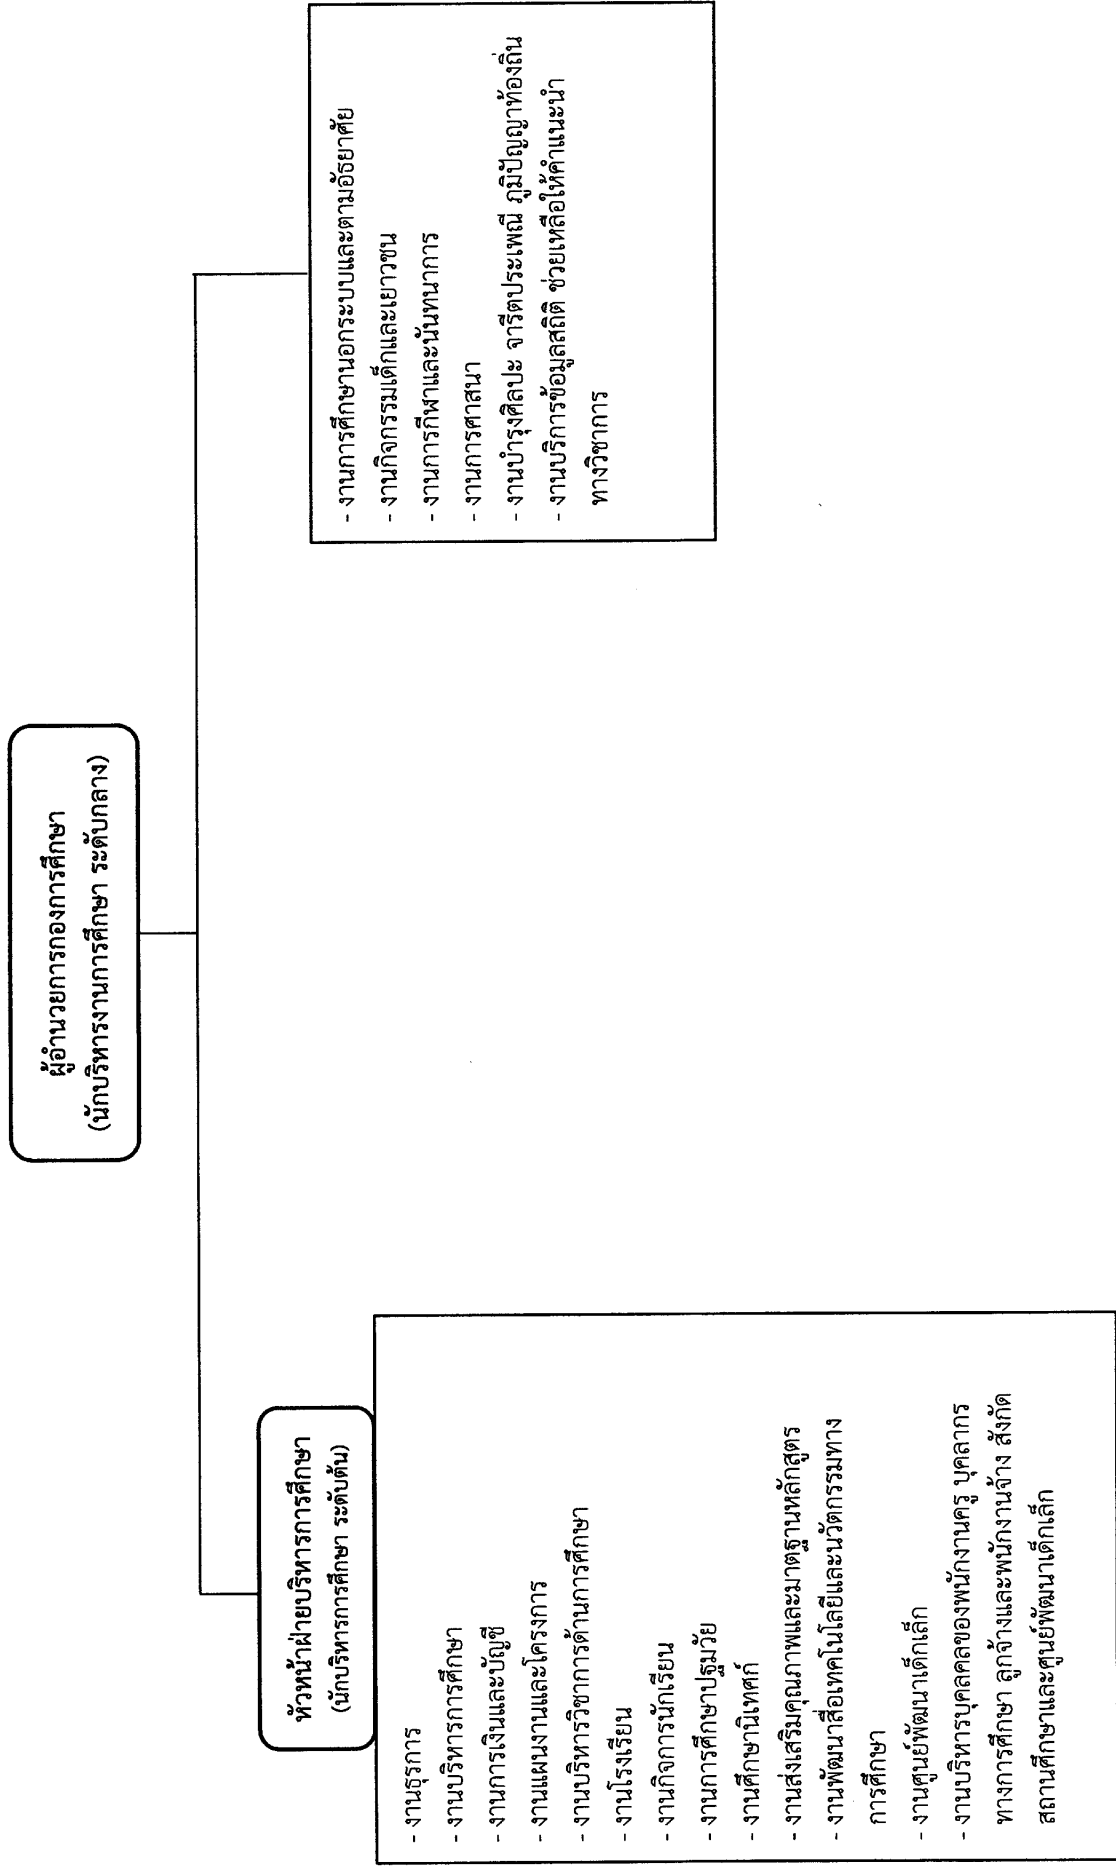 ผู้อำนวยการกองการศึกษา
(นักบริหารงานการศึกษา ระดับกลาง)
หัวหน้าฝ่ายบริหารการศึกษา
(นักบริหารการศึกษา ระดับต้น)
- งานธุรการ
- งานบริหารการศึกษา
- งานการเงินและบัญชี
- งานแผนงานและโครงการ
- งานบริหารวิชาการด้านการศึกษา
- งานโรงเรียน
- งานกิจการนักเรียน
- งานการศึกษาปฐมวัย
- งานศึกษานิเทศก์
- งานส่งเสริมคุณภาพและมาตฐานหลักสูตร
- งานพัฒนาสื่อเทคโนโลยีและนวัตกรรมทาง
การศึกษา
- งานศูนย์พัฒนาเด็กเล็ก
- งานบริหารบุคลคลของพนักงานครู บุคลากร
ทางการศึกษา ลูกจ้างและพนักงานจ้าง สังกัด
สถานศึกษาและศูนย์พัฒนาเด็กเล็ก
- งานการศึกษานอกระบบและตามอัธยาศัย
- งานกิจกรรมเด็กและเยาวชน
- งานการกีฬาและนันทนาการ
- งานการศาสนา
- งานบำรุงศิลปะ จารีตประเพณี ภูมิปัญญาท้องถิ่น
- งานบริการข้อมูลสถิติ ช่วยเหลือให้คำแนะนำ
ทางวิชาการ